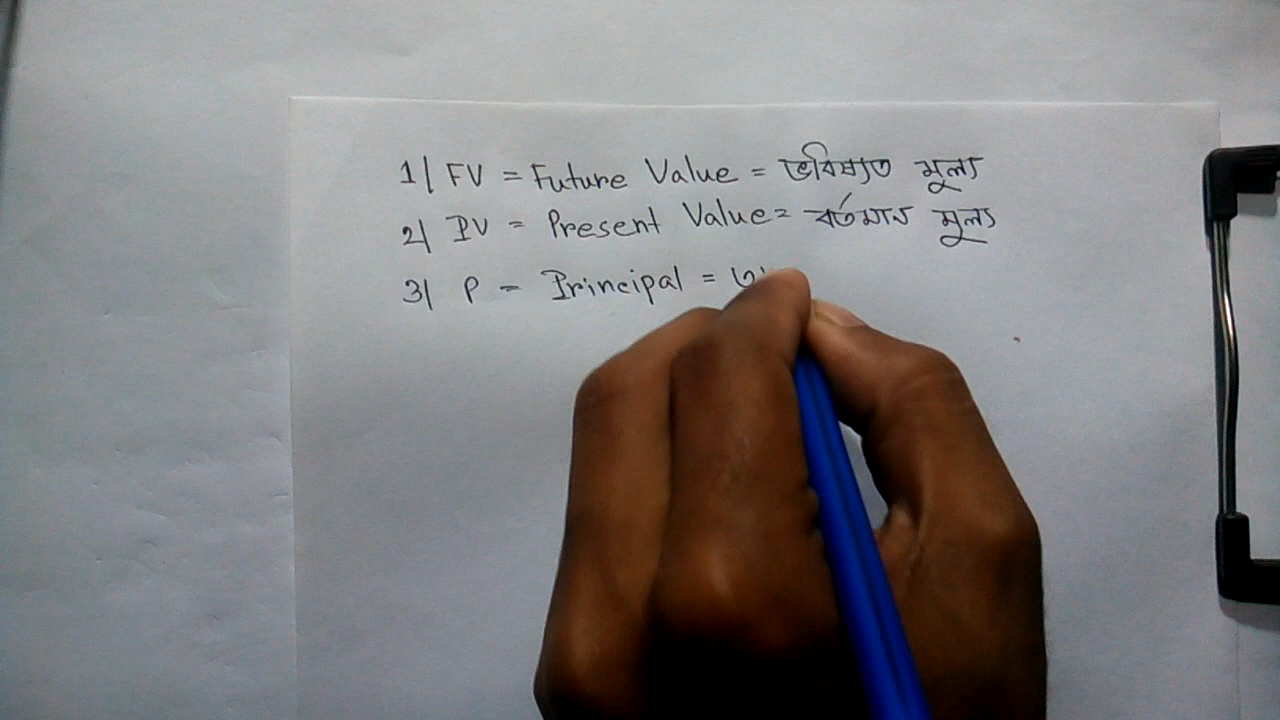 1| FV = Future Value = ভবিষ্যত মূল্য
2| PV = Present Value = বর্তমান মূল্য
3| P - Principal =